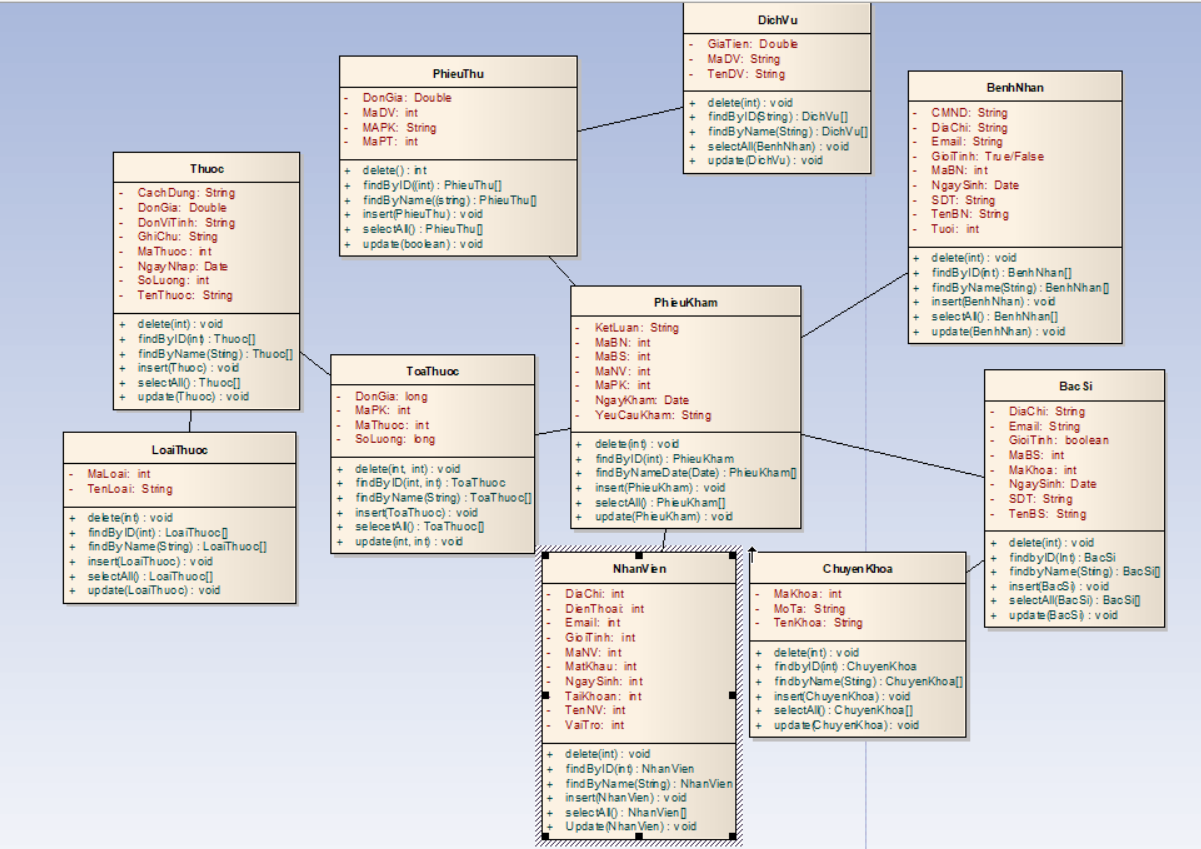 DichVu
- GiaTien: Double
- MaDV: String
- TenDV: String
+ delete(int) : void
+ findByID(String) : DichVu[]
+ findByName(String) : DichVu[]
+ selectAll(BenhNhan) : void
+ update(DichVu) : void
PhieuThu
- DonGia: Double
- MaDV: int
- MAPK: String
- MaPT: int
+ delete() : int
+ findByID((int) : PhieuThu[]
+ findByName((string) : PhieuThu[]
+ insert(PhieuThu) : void
+ selectAll() : PhieuThu[]
+ update(boolean) : void
BenhNhan
- CMND: String
- DiaChi: String
- Email: String
- GioiTinh: True/False
- MaBN: int
- NgaySinh: Date
- SDT: String
- TenBN: String
- Tuoi: int
+ delete(int) : void
+ findByID(int) : BenhNhan[]
+ findByName(String) : BenhNhan[]
+ insert(BenhNhan) : void
+ selectAll() : BenhNhan[]
+ update(BenhNhan) : void
Thuoc
- CachDung: String
- DonGia: Double
- DonViTinh: String
- GhiChu: String
- MaThuoc: int
- NgayNhap: Date
- SoLuong: int
- TenThuoc: String
+ delete(int) : void
+ findByID(int) : Thuoc[]
+ findByName(String) : Thuoc[]
+ insert(Thuoc) : void
+ selectAll() : Thuoc[]
+ update(Thuoc) : void
PhieuKham
- KetLuan: String
- MaBN: int
- MaBS: int
- MaNV: int
- MaPK: int
- NgayKham: Date
- YeuCauKham: String
+ delete(int) : void
+ findByID(int) : PhieuKham
+ findByNameDate(Date) : PhieuKham[]
+ insert(PhieuKham) : void
+ selectAll() : PhieuKham[]
+ update(PhieuKham) : void
ToaThuoc
- DonGia: long
- MaPK: int
- MaThuoc: int
- SoLuong: long
+ delete(int, int) : void
+ findByID(int, int) : ToaThuoc
+ findByName(String) : ToaThuoc[]
+ insert(ToaThuoc) : void
+ selecetAll() : ToaThuoc[]
+ update(int, int) : void
BacSi
- DiaChi: String
- Email: String
- GioiTinh: boolean
- MaBS: int
- MaKhoa: int
- NgaySinh: Date
- SDT: String
- TenBS: String
+ delete(int) : void
+ findbyID(Int) : BacSi
+ findbyName(String) : BacSi[]
+ insert(BacSi) : void
+ selectAll(BacSi) : BacSi[]
+ update(BacSi) : void
LoaiThuoc
- MaLoai: int
- TenLoai: String
+ delete(int) : void
+ findByID(int) : LoaiThuoc[]
+ findByName(String) : LoaiThuoc[]
+ insert(LoaiThuoc) : void
+ selectAll() : LoaiThuoc[]
+ update(LoaiThuoc) : void
NhanVien
- DiaChi: int
- DienThoai: int
- Email: int
- GioiTinh: int
- MaNV: int
- MatKhau: int
- NgaySinh: int
- TaiKhoan: int
- TenNV: int
- VaiTro: int
+ delete(int) : void
+ findByID(int) : NhanVien
+ findByName(String) : NhanVien
+ insert(NhanVien) : void
+ selectAll() : NhanVien[]
+ Update(NhanVien) : void
ChuyenKhoa
- MaKhoa: int
- MoTa: String
- TenKhoa: String
+ delete(int) : void
+ findbyID(int) : ChuyenKhoa
+ findbyName(String) : ChuyenKhoa[]
+ insert(ChuyenKhoa) : void
+ selectAll() : ChuyenKhoa[]
+ update(ChuyenKhoa) : void